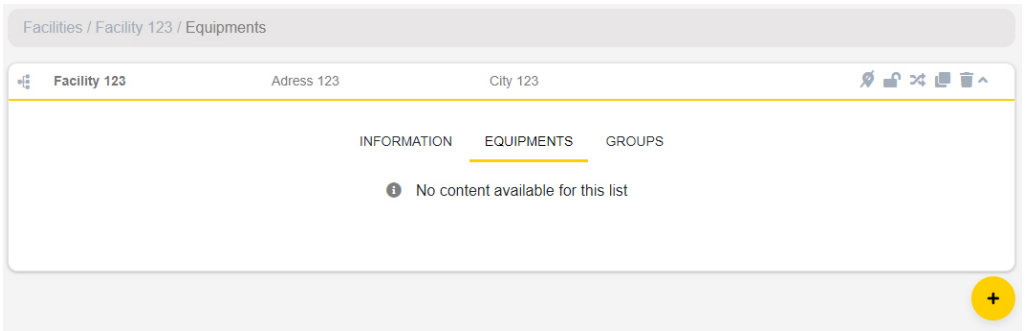 Facilities / Facility 123 / Equipments
Facility 123 Adress 123 City 123
INFORMATION EQUIPMENTS GROUPS
No content available for this list